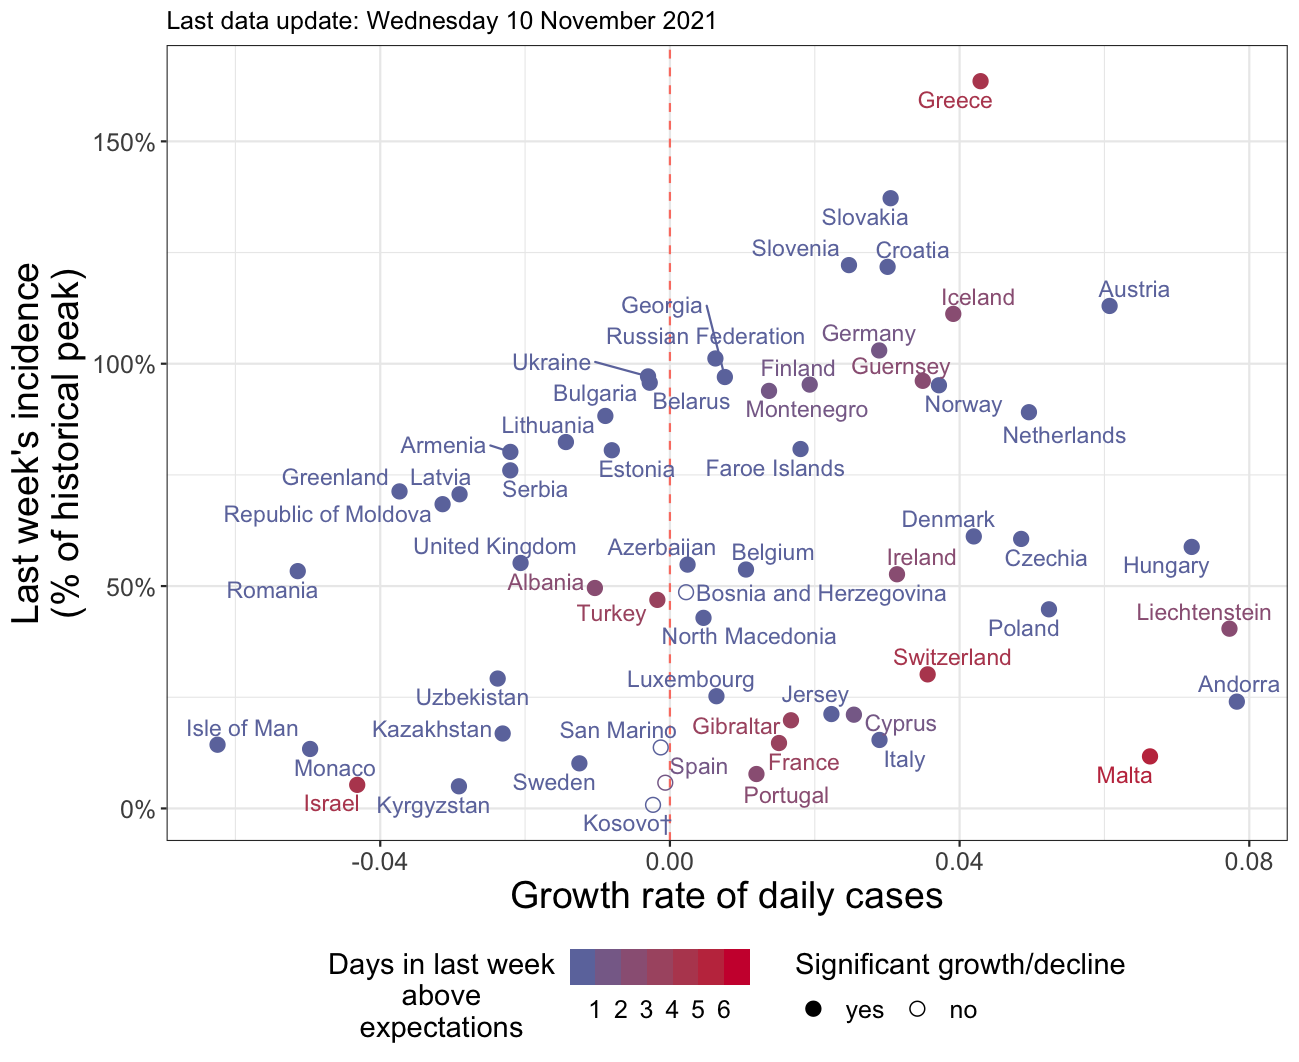 Last data update: Wednesday 10 November 2021
Last week's incidence
(% of historical peak)
150%
100%
50%
0%
Greece
Slovakia
Slovenia
Croatia
Austria
Iceland
Georgia
Russian Federation
Germany
Ukraine
Finland
Guernsey
Bulgaria
Belarus
Montenegro
Norway
Lithuania
Netherlands
Armenia
Estonia
Faroe Islands
Greenland
Latvia
Serbia
Republic of Moldova
Denmark
United Kingdom
Azerbaijan
Belgium
Ireland
Czechia
Hungary
Romania
Albania
Bosnia and Herzegovina
Turkey
Liechtenstein
North Macedonia
Poland
Switzerland
Luxembourg
Andorra
Uzbekistan
Jersey
Isle of Man
Kazakhstan
San Marino
Gibraltar
Cyprus
Monaco
Spain
France
Italy
Malta
Sweden
Israel
Kyrgyzstan
Portugal
Kosovo†
-0.04
0.00
0.04
0.08
Growth rate of daily cases
Days in last week
above
expectations
1 2 3 4 5 6
Significant growth/decline
yes
no